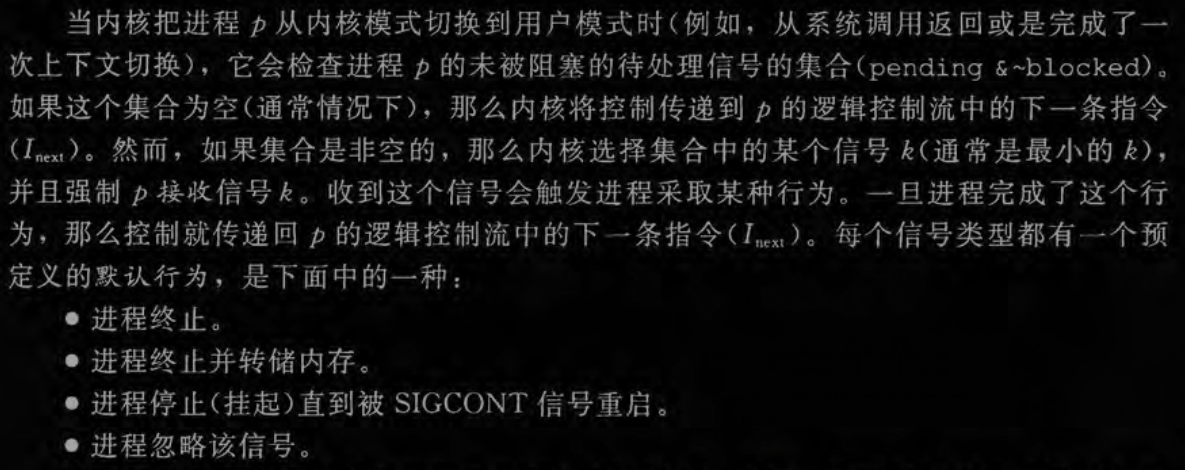 当内核把进程 p 从内核模式切换到用户模式时(例如，从系统调用返回或是完成了一
次上下文切换)，它会检查进程 p 的未被阻塞的待处理信号的集合(pending &~blocked)。
如果这个集合为空(通常情况下)，那么内核将控制传递到 p 的逻辑控制流中的下一条指令
(Inext)。然而，如果集合是非空的，那么内核选择集合中的某个信号 k(通常是最小的 k)，
并且强制 p 接收信号 k。收到这个信号会触发进程采取某种行为。一旦进程完成了这个行
为，那么控制就传递回 p 的逻辑控制流中的下一条指令(Inext)。每个信号类型都有一个预
定义的默认行为，是下面中的一种：
● 进程终止。
● 进程终止并转储内存。
● 进程停止(挂起)直到被 SIGCONT 信号重启。
● 进程忽略该信号。